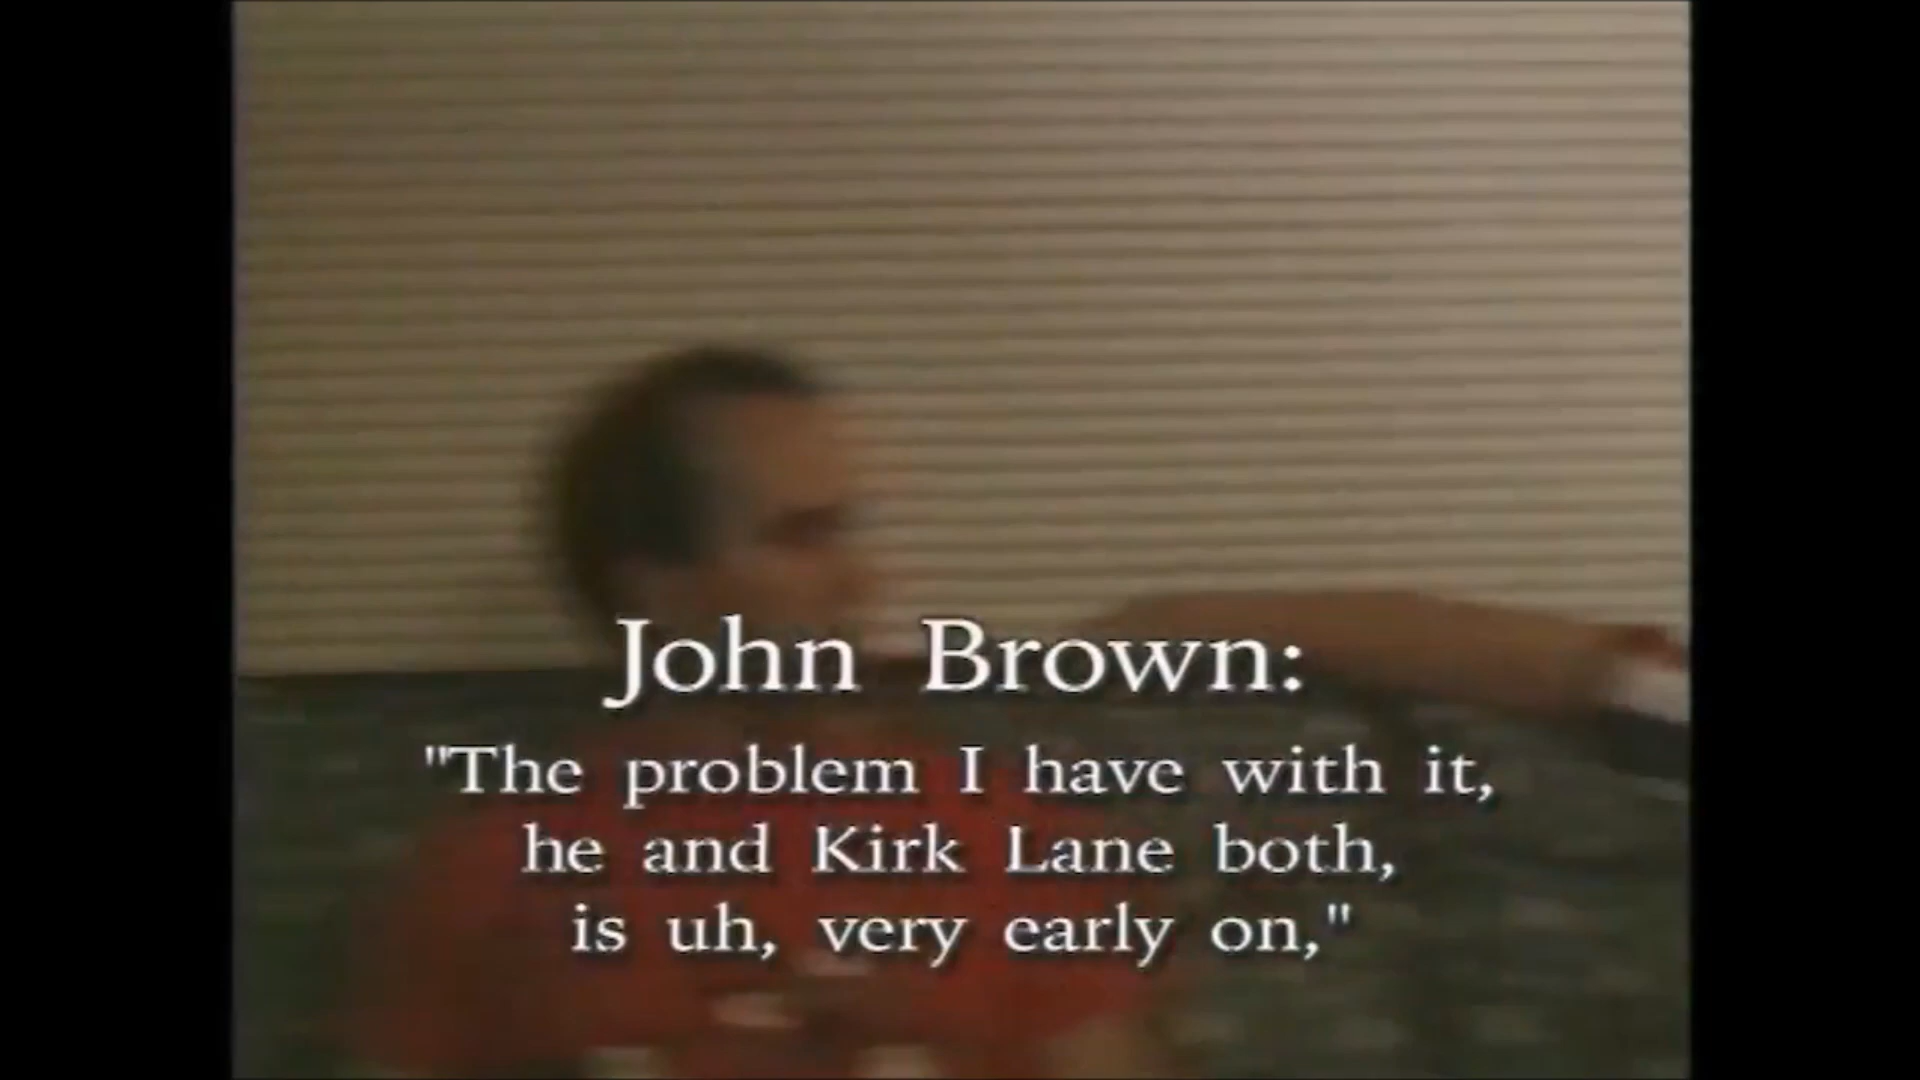 John Brown:
"The problem I have with it,
he and Kirk Lane both,
is uh, very early on,"